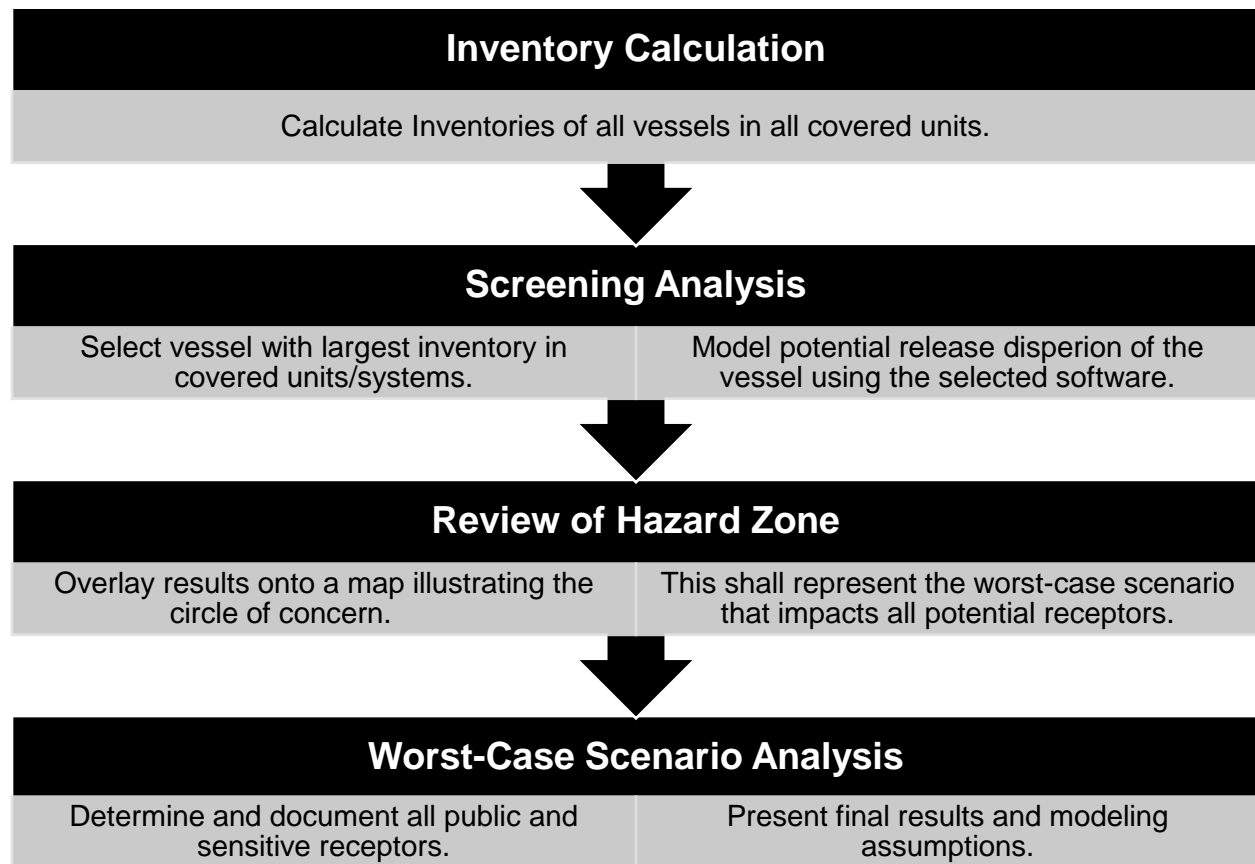 Inventory Calculation
Calculate Inventories of all vessels in all covered units.
Screening Analysis
Select vessel with largest inventory in
covered units/systems.
Model potential release disperion of the
vessel using the selected software.
Review of Hazard Zone
Overlay results onto a map illustrating the
circle of concern.
This shall represent the worst-case scenario
that impacts all potential receptors.
Worst-Case Scenario Analysis
Determine and document all public and
sensitive receptors.
Present final results and modeling
assumptions.